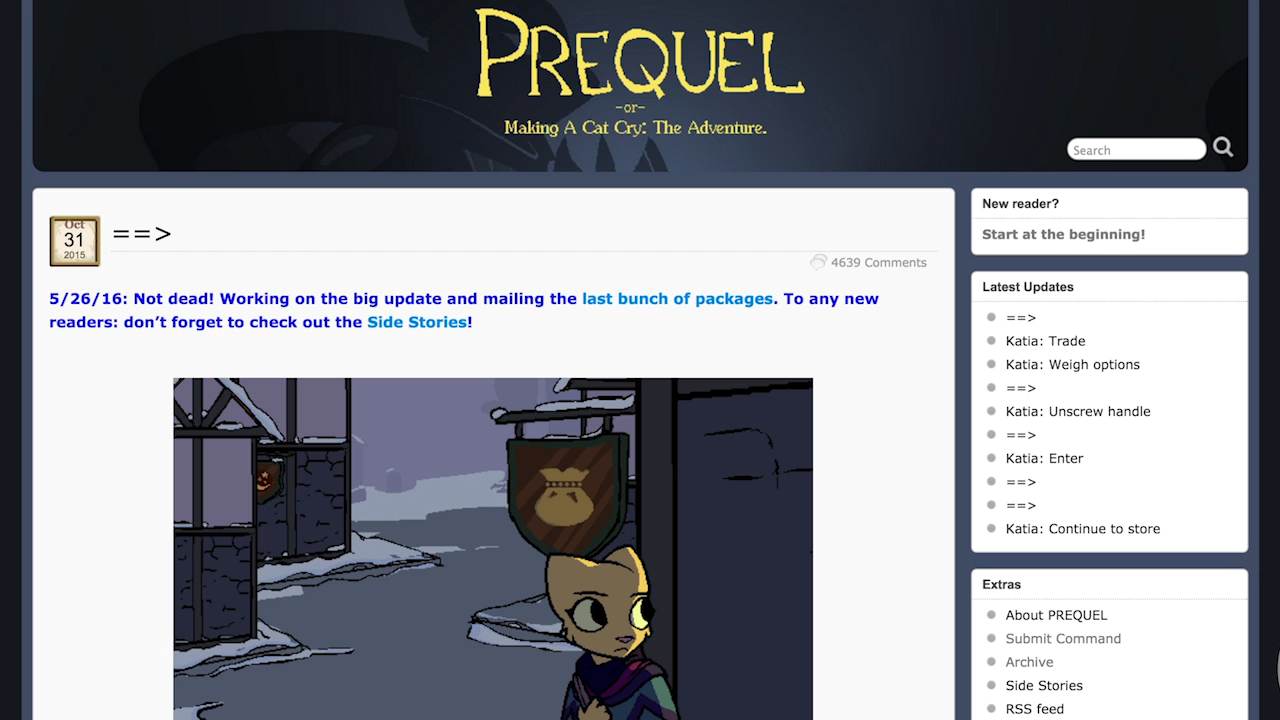 PREQUEL
-or-
Making A Cat Cry: The Adventure.
Search
Oct
31
2015
==>
4639 Comments
5/26/16: Not dead! Working on the big update and mailing the last bunch of packages. To any new
readers: don’t forget to check out the Side Stories!
New reader?
Start at the beginning!
Latest Updates
==>
Katia: Trade
Katia: Weigh options
==>
Katia: Unscrew handle
==>
Katia: Enter
==>
==>
Katia: Continue to store
Extras
About PREQUEL
Submit Command
Archive
Side Stories
RSS feed